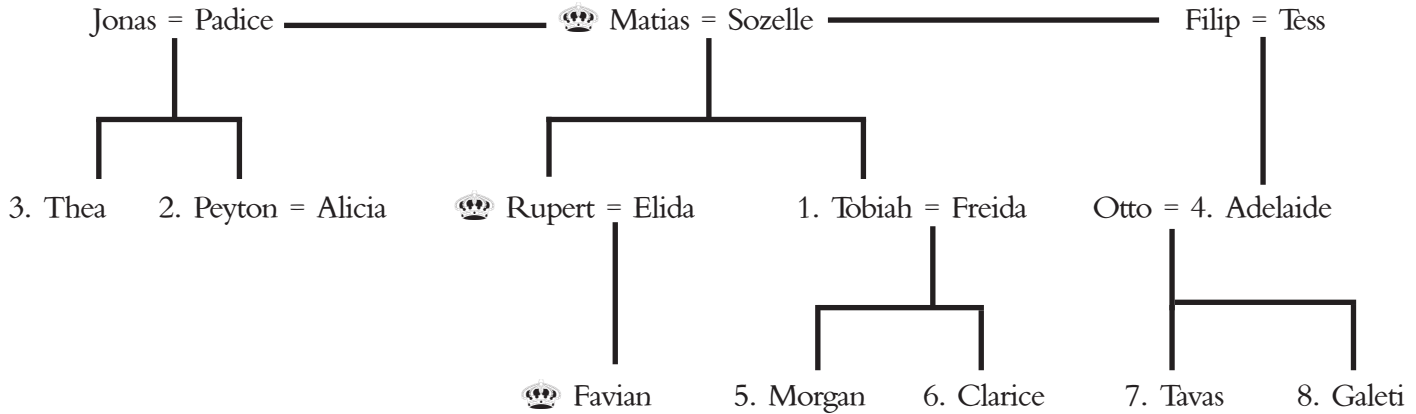 Jonas = Padice Matias = Sozelle Filip = Tess
3. Thea 2. Peyton = Alicia Rupert = Elida 1. Tobiah = Freida Otto = 4. Adelaide
Favian 5. Morgan 6. Clarice 7. Tavas 8. Galeti